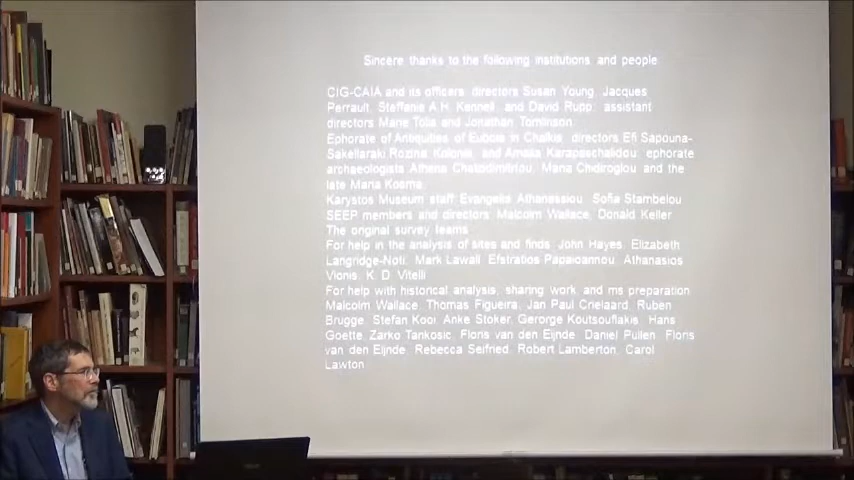 Sincere thanks to the following institutions and people
CIG-CAIA and its officers: directors Susan Young, Jacques
Perrault, Steffanie A.H. Kennell, and David Rupp; assistant
directors Marie Tolia and Jonathan Tomlinson.
Ephorate of Antiquities of Euboia in Chalkis, directors Efi Sapouna-
Sakellaraki, Rozina Kolonia, and Amalia Karapaschalidou; ephorate
archaeologists Athena Chatzidimitriou, Maria Chidiroglou and the
late Maria Kosma.
Karystos Museum staff Evangelia Athanassiou, Sofia Stambelou
SEEP members and directors, Malcolm Wallace, Donald Keller
The original survey teams
For help in the analysis of sites and finds, John Hayes, Elizabeth
Langridge-Noti, Mark Lawall, Efstratios Papaioannou, Athanasios
Vionis, K. D. Vitelli
For help with historical analysis, sharing work, and ms preparation
Malcolm Wallace, Thomas Figueira, Jan Paul Crielaard, Ruben
Brugge, Stefan Kooi, Anke Stoker, Gerorge Koutsouflakis, Hans
Goette, Zarko Tankosic, Floris van den Eijnde, Daniel Pullen, Floris
van den Eijnde, Rebecca Seifried, Robert Lamberton, Carol
Lawton